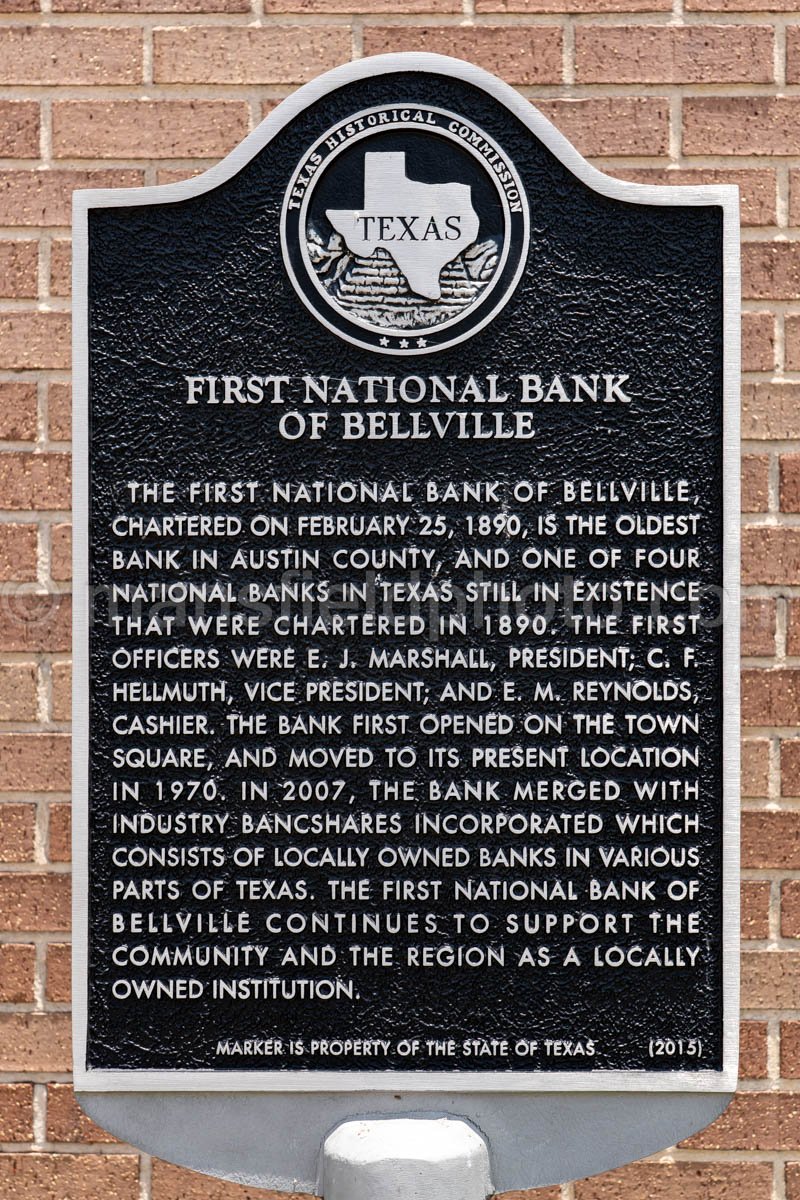 TEXAS HISTORICAL COMMISSION
TEXAS
FIRST NATIONAL BANK
OF BELLVILLE
THE FIRST NATIONAL BANK OF BELLVILLE,
CHARTERED ON FEBRUARY 25, 1890, IS THE OLDEST
BANK IN AUSTIN COUNTY, AND ONE OF FOUR
NATIONAL BANKS IN TEXAS STILL IN EXISTENCE
THAT WERE CHARTERED IN 1890. THE FIRST
OFFICERS WERE E. J. MARSHALL, PRESIDENT; C. F.
HELLMUTH, VICE PRESIDENT; AND E. M. REYNOLDS,
CASHIER. THE BANK FIRST OPENED ON THE TOWN
SQUARE, AND MOVED TO ITS PRESENT LOCATION
IN 1970. IN 2007, THE BANK MERGED WITH
INDUSTRY BANCSHARES INCORPORATED WHICH
CONSISTS OF LOCALLY OWNED BANKS IN VARIOUS
PARTS OF TEXAS. THE FIRST NATIONAL BANK OF
BELLVILLE CONTINUES TO SUPPORT THE
COMMUNITY AND THE REGION AS A LOCALLY
OWNED INSTITUTION.
MARKER IS PROPERTY OF THE STATE OF TEXAS (2015)
© mansfieldphoto.com